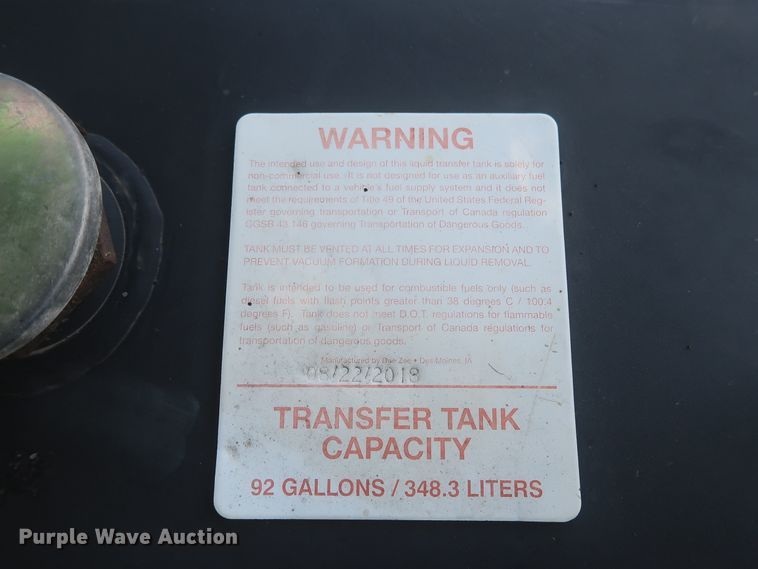 WARNING
The intended use and design of this liquid transfer tank is solely for
non-commercial use. It is not designed for use as an auxiliary fuel
tank connected to a vehicle's fuel supply system and it does not
meet the requirements of Title 49 of the United States Federal Reg-
ister governing transportation or Transport of Canada regulation
CGSB 43.146 governing Transportation of Dangerous Goods.
TANK MUST BE VENTED AT ALL TIMES FOR EXPANSION AND TO
PREVENT VACUUM FORMATION DURING LIQUID REMOVAL.
Tank is intended to be used for combustible fuels only (such as
diesel fuels with flash points greater than 38 degrees C / 100.4
degrees F). Tank does not meet D.O.T. regulations for flammable
fuels (such as gasoline) or Transport of Canada regulations for
transportation of dangerous goods.
Manufactured by Dee Zee • Des Moines, IA
08/22/2018
TRANSFER TANK
CAPACITY
92 GALLONS / 348.3 LITERS
Purple Wave Auction